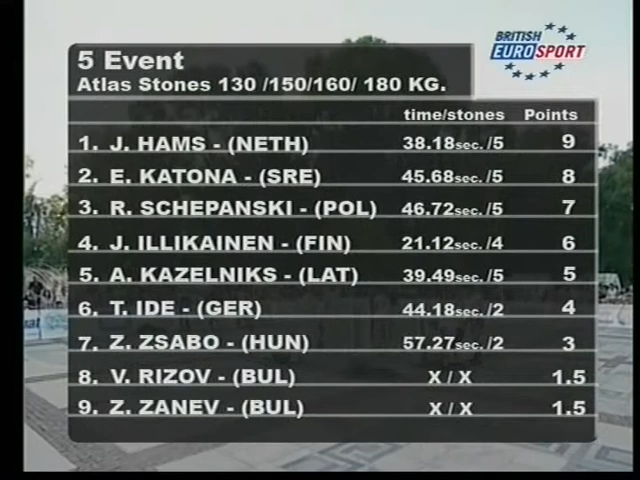 BRITISH
EUROSPORT
5 Event
Atlas Stones 130 /150/160/ 180 KG.
time/stones Points
1. J. HAMS - (NETH) 38.18sec./5 9
2. E. KATONA - (SRE) 45.68sec./5 8
3. R. SCHEPANSKI - (POL) 46.72sec./5 7
4. J. ILLIKAINEN - (FIN) 21.12sec./4 6
5. A. KAZELNIKS - (LAT) 39.49sec./5 5
6. T. IDE - (GER) 44.18sec./2 4
7. Z. ZSABO - (HUN) 57.27sec./2 3
8. V. RIZOV - (BUL) X / X 1.5
9. Z. ZANEV - (BUL) X / X 1.5